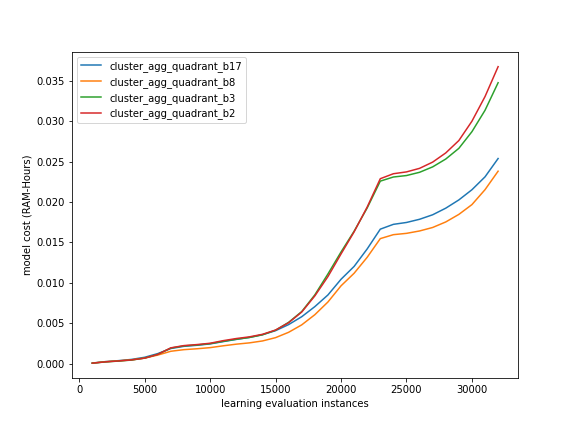 cluster_agg_quadrant_b17
cluster_agg_quadrant_b8
cluster_agg_quadrant_b3
cluster_agg_quadrant_b2
0.035
0.030
0.025
0.020
0.015
0.010
0.005
0.000
model cost (RAM-Hours)
0 5000 10000 15000 20000 25000 30000
learning evaluation instances